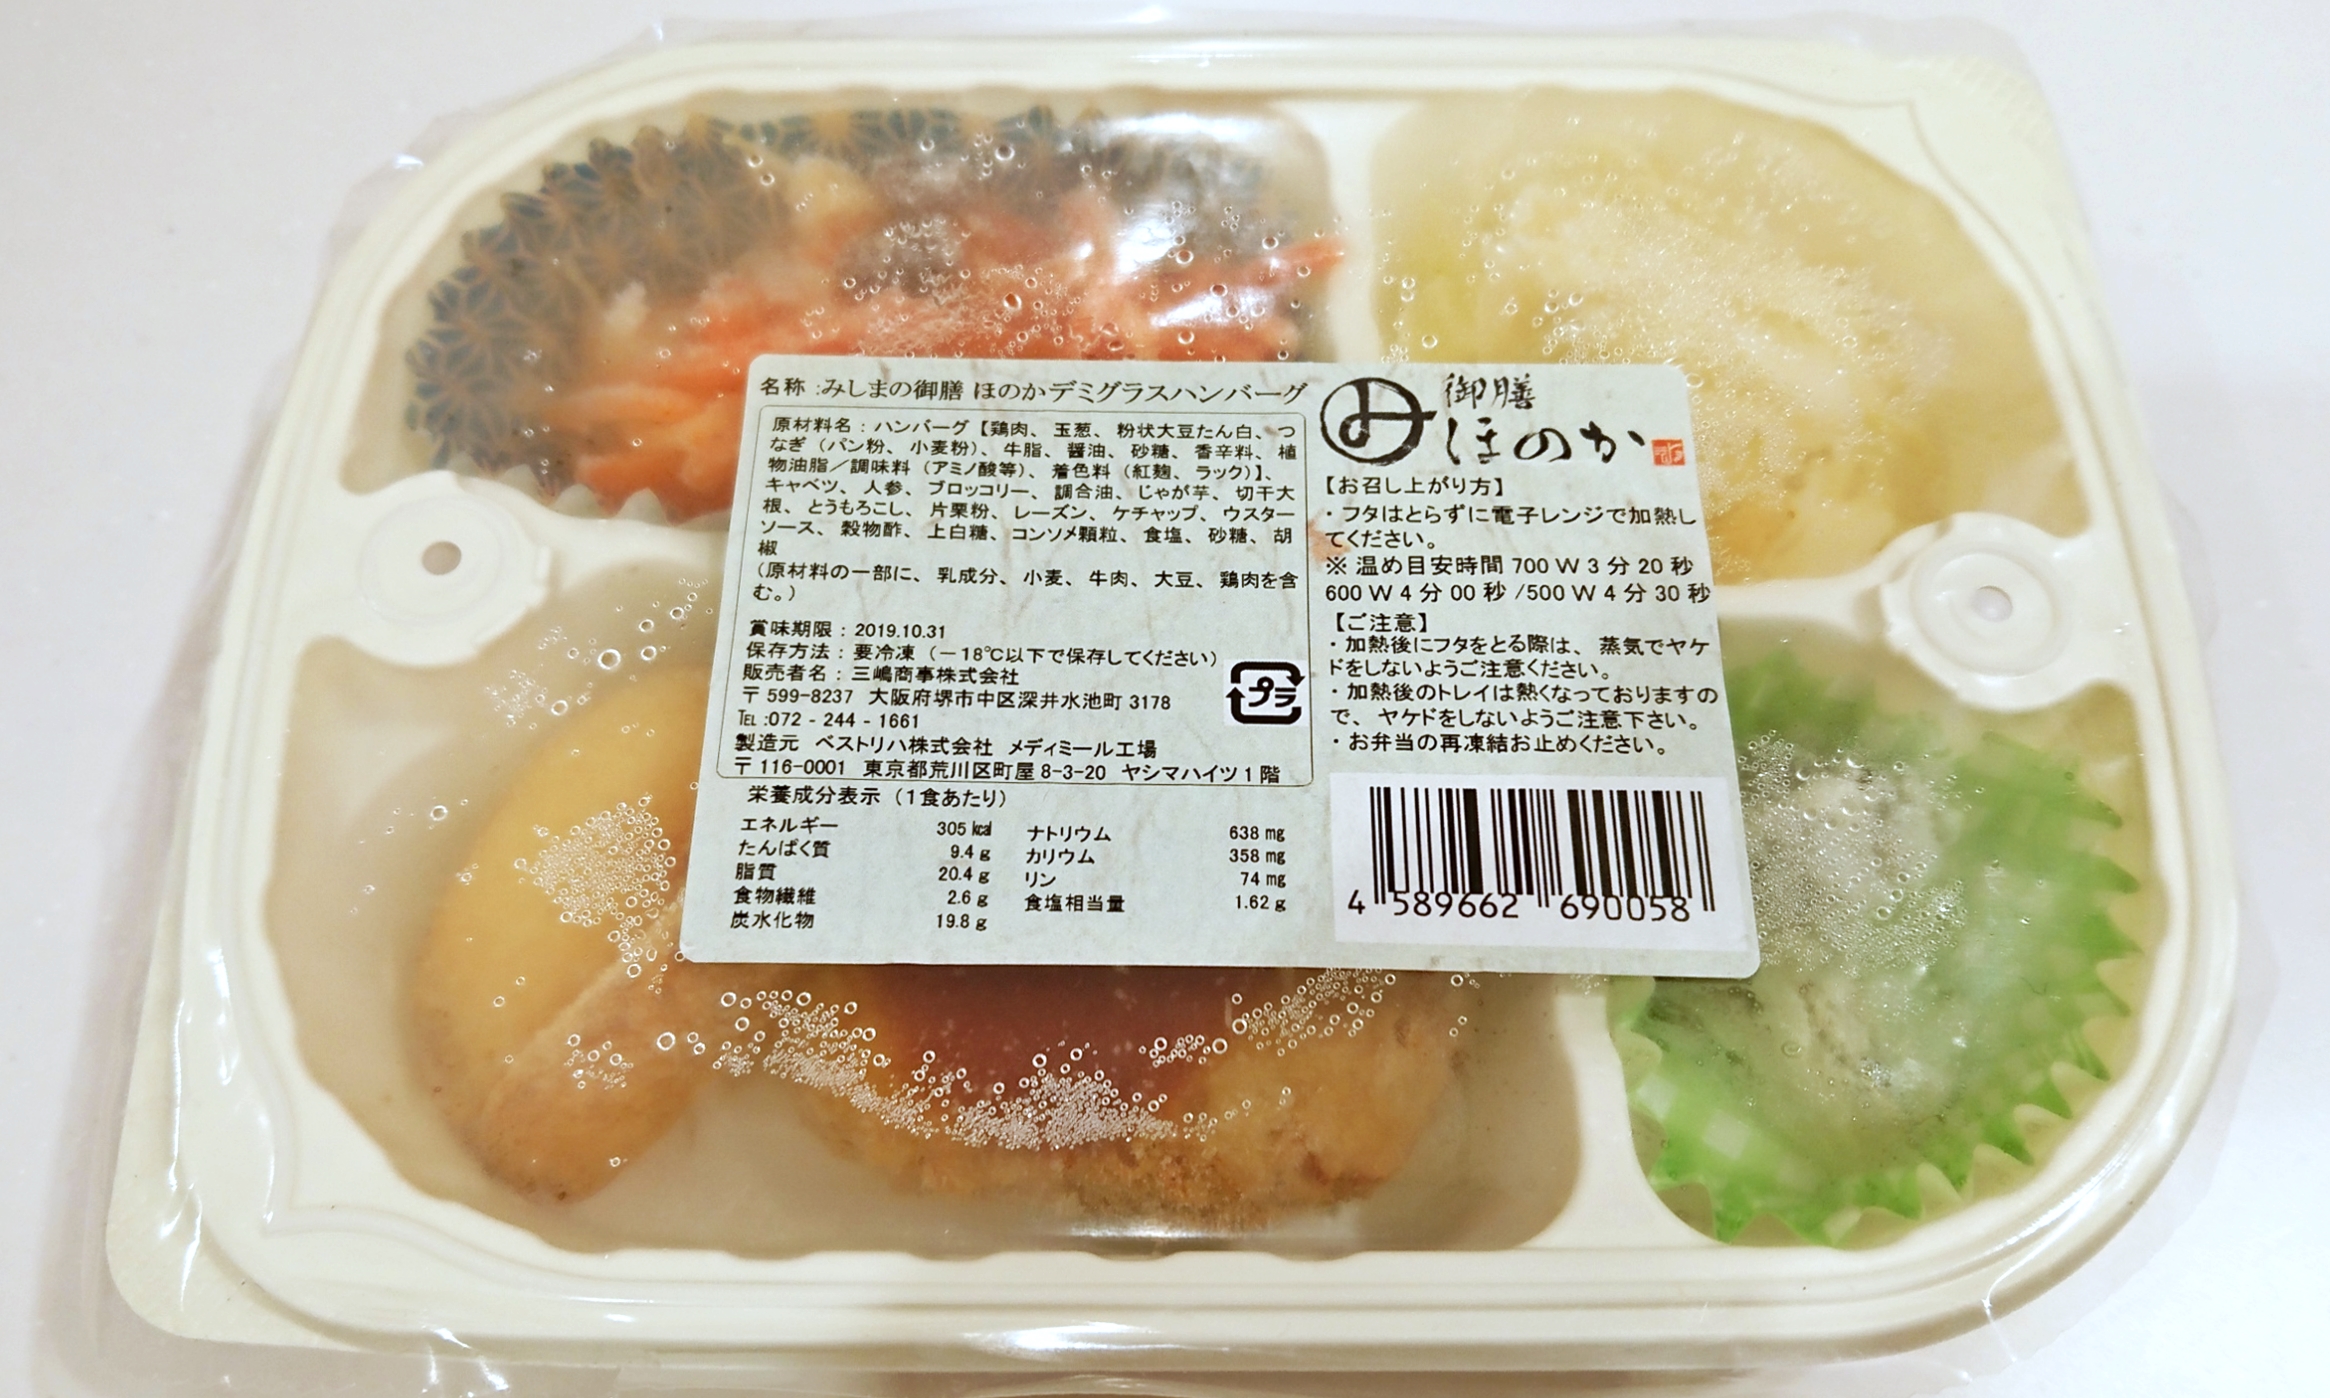 名称:みしまの御膳 ほのかデミグラスハンバーグ
原材料名：ハンバーグ【鶏肉、玉葱、粉状大豆たん白、つ
なぎ（パン粉、小麦粉）、牛脂、醤油、砂糖、香辛料、植
物油脂／調味料（アミノ酸等）、着色料（紅麹、ラック）】、
キャベツ、人参、ブロッコリー、調合油、じゃが芋、切干大
根、とうもろこし、片栗粉、レーズン、ケチャップ、ウスター
ソース、穀物酢、上白糖、コンソメ顆粒、食塩、砂糖、胡
椒
（原材料の一部に、乳成分、小麦、牛肉、大豆、鶏肉を含
む。）
賞味期限：2019.10.31
保存方法：要冷凍（－18℃以下で保存してください）
販売者名：三嶋商事株式会社
〒599-8237 大阪府堺市中区深井水池町 3178
TEL:072 - 244 - 1661
製造元 ベストリハ株式会社 メディミール工場
〒116-0001 東京都荒川区町屋 8-3-20 ヤシマハイツ1階
プラ
栄養成分表示（1食あたり）
エネルギー 305 kcal ナトリウム 638 mg
たんぱく質 9.4 g カリウム 358 mg
脂質 20.4 g リン 74 mg
食物繊維 2.6 g 食塩相当量 1.62 g
炭水化物 19.8 g
み 御膳
ほのか
【お召し上がり方】
・フタはとらずに電子レンジで加熱し
てください。
※ 温め目安時間 700 W 3 分 20 秒
600 W 4 分 00 秒 /500 W 4 分 30 秒
【ご注意】
・加熱後にフタをとる際は、蒸気でヤケ
ドをしないようご注意ください。
・加熱後のトレイは熱くなっておりますの
で、ヤケドをしないようご注意下さい。
・お弁当の再凍結お止めください。
4 589662 690058